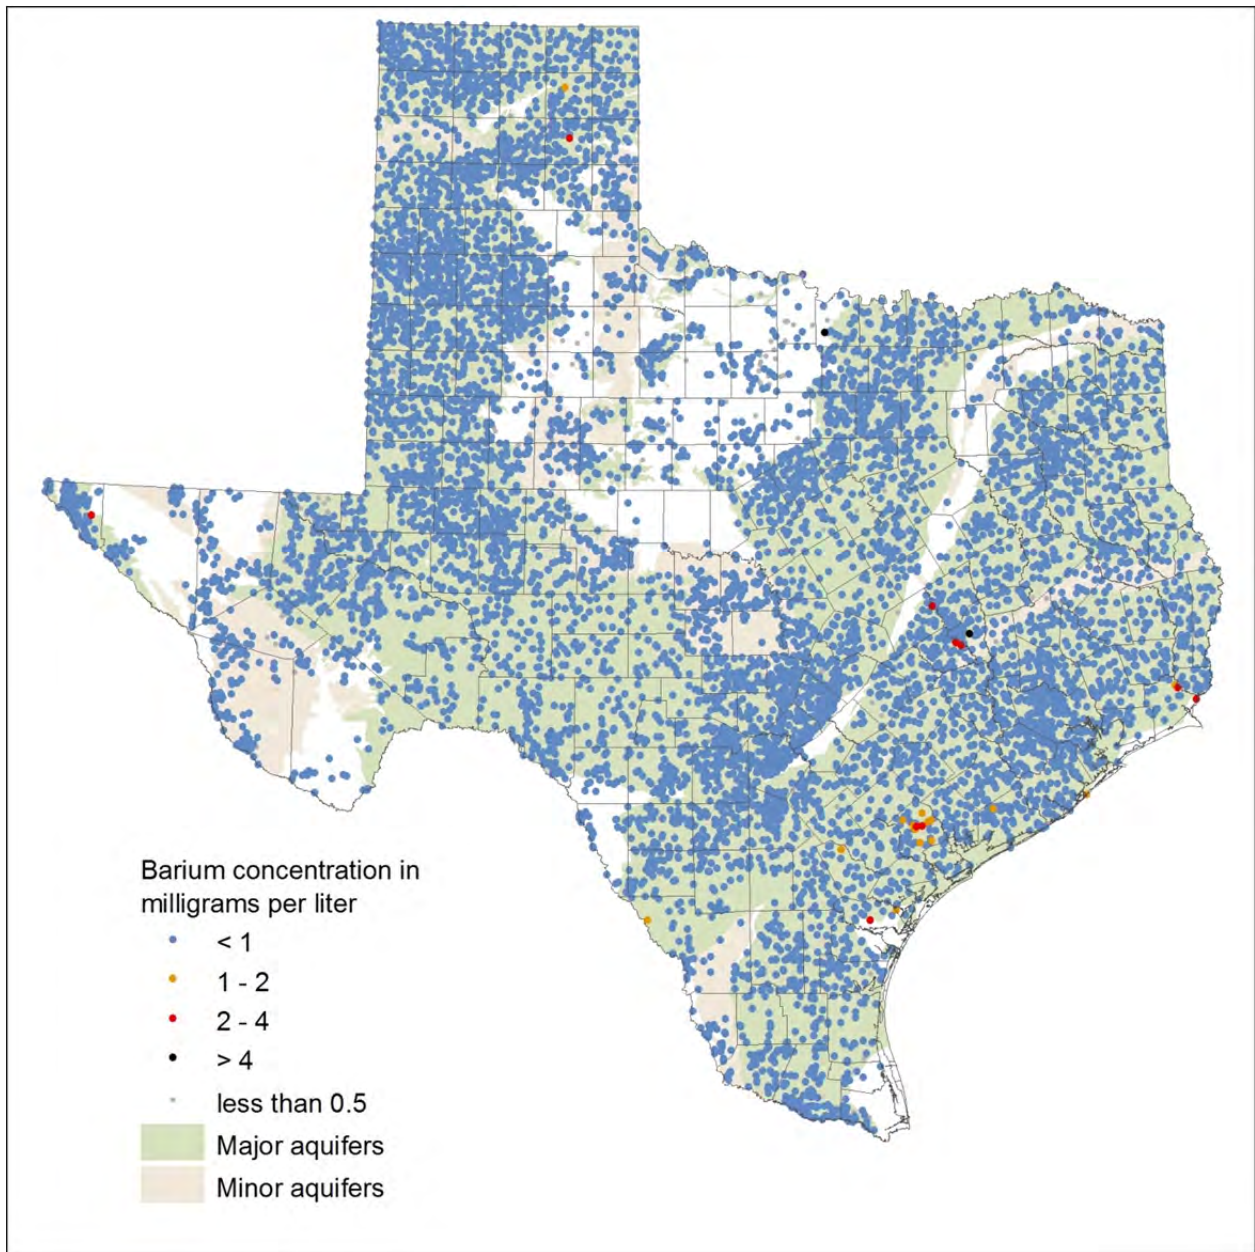 Barium concentration in
milligrams per liter
< 1
1 - 2
2 - 4
> 4
less than 0.5
Major aquifers
Minor aquifers